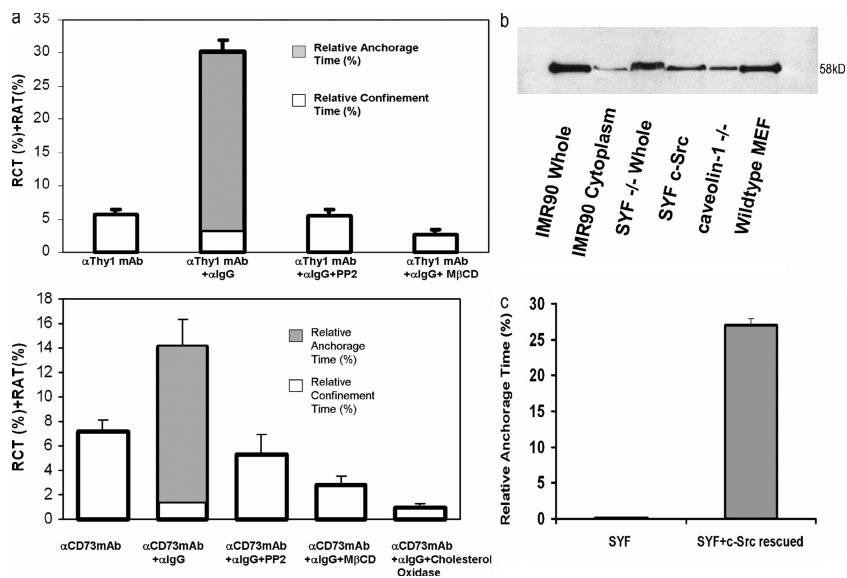 a
RCT (%)+RAT(%)
35
30
25
20
15
10
5
0
Relative Anchorage
Time (%)
Relative Confinement
Time (%)
αThy1 mAb
αThy1 mAb
+αIgG
αThy1 mAb
+αIgG+PP2
αThy1 mAb
+αIgG+ MβCD
RCT (%)+RAT(%)
18
16
14
12
10
8
6
4
2
0
Relative
Anchorage
Time (%)
Relative
Confinement
Time (%)
αCD73mAb
αCD73mAb
+αIgG
αCD73mAb
+αIgG+PP2
αCD73mAb
+αIgG+MβCD
αCD73mAb
+αIgG+Cholesterol
Oxidase
b
58kD
IMR90 Whole
IMR90 Cytoplasm
SYF -/- Whole
SYF c-Src
caveolin-1 -/-
Wildtype MEF
c
Relative Anchorage Time (%)
30
25
20
15
10
5
0
SYF
SYF+c-Src rescued